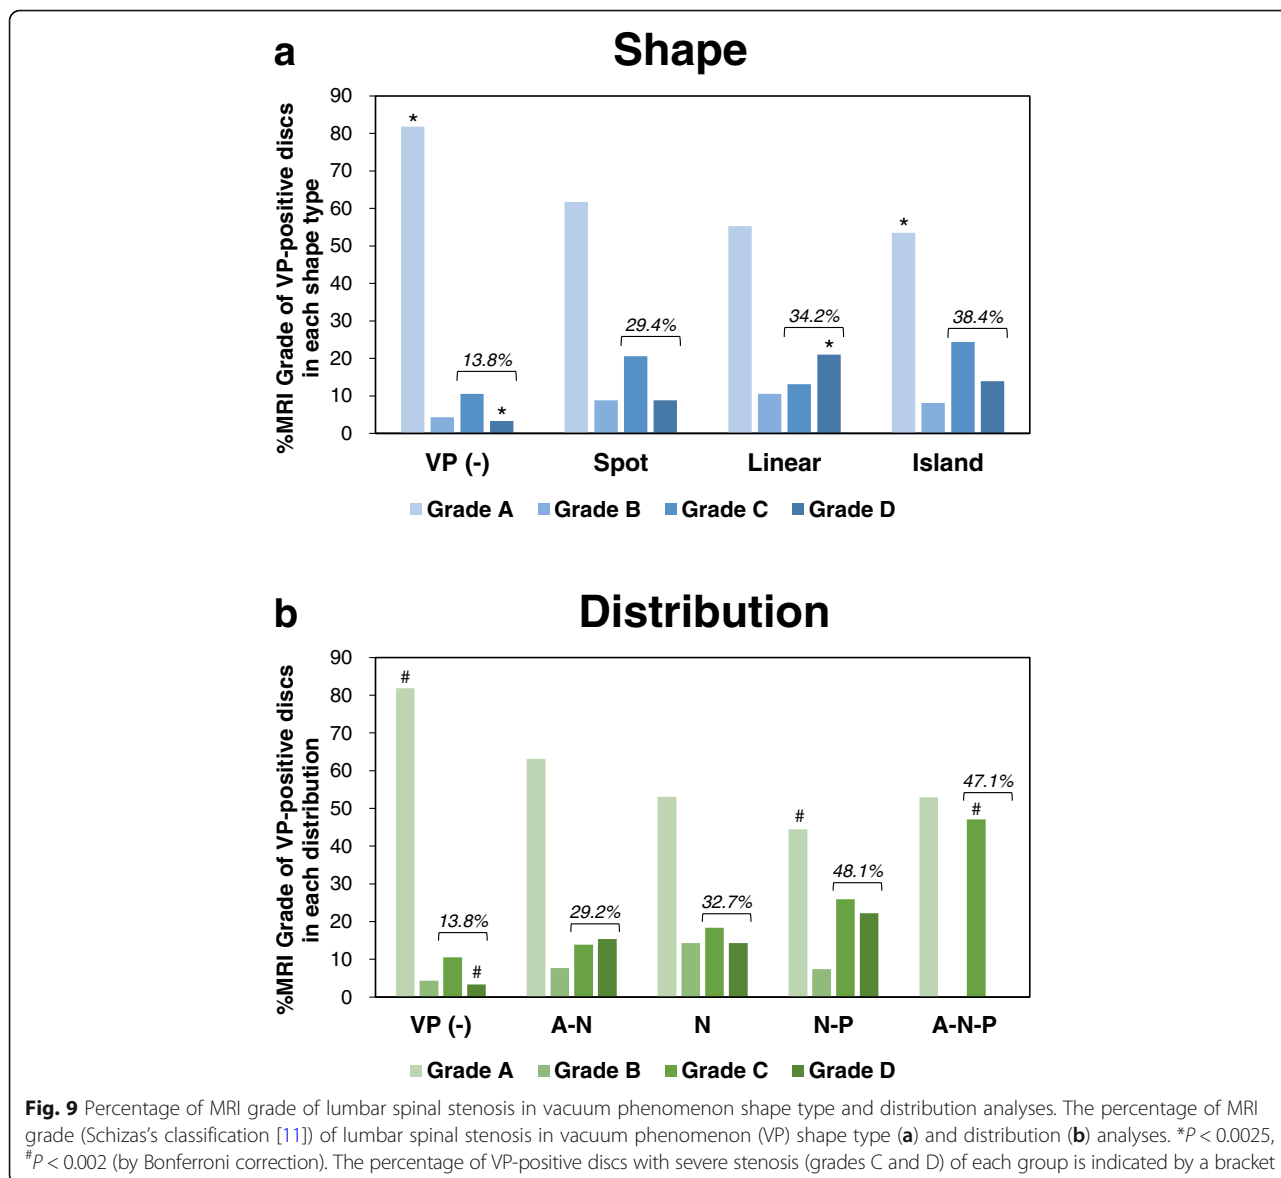 a
Shape
%MRI Grade of VP-positive discs
in each shape type
90
80
70
60
50
40
30
20
10
0
*
13.8%
*
29.4%
34.2%
*
*
38.4%
VP (-) Spot Linear Island
Grade A Grade B Grade C Grade D
b
Distribution
%MRI Grade of VP-positive discs
in each distribution
90
80
70
60
50
40
30
20
10
0
#
13.8%
#
29.2%
32.7%
#
48.1%
47.1%
#
VP (-) A-N N N-P A-N-P
Grade A Grade B Grade C Grade D
Fig. 9 Percentage of MRI grade of lumbar spinal stenosis in vacuum phenomenon shape type and distribution analyses. The percentage of MRI
grade (Schizas's classification [11]) of lumbar spinal stenosis in vacuum phenomenon (VP) shape type (a) and distribution (b) analyses. *P < 0.0025,
#P < 0.002 (by Bonferroni correction). The percentage of VP-positive discs with severe stenosis (grades C and D) of each group is indicated by a bracket